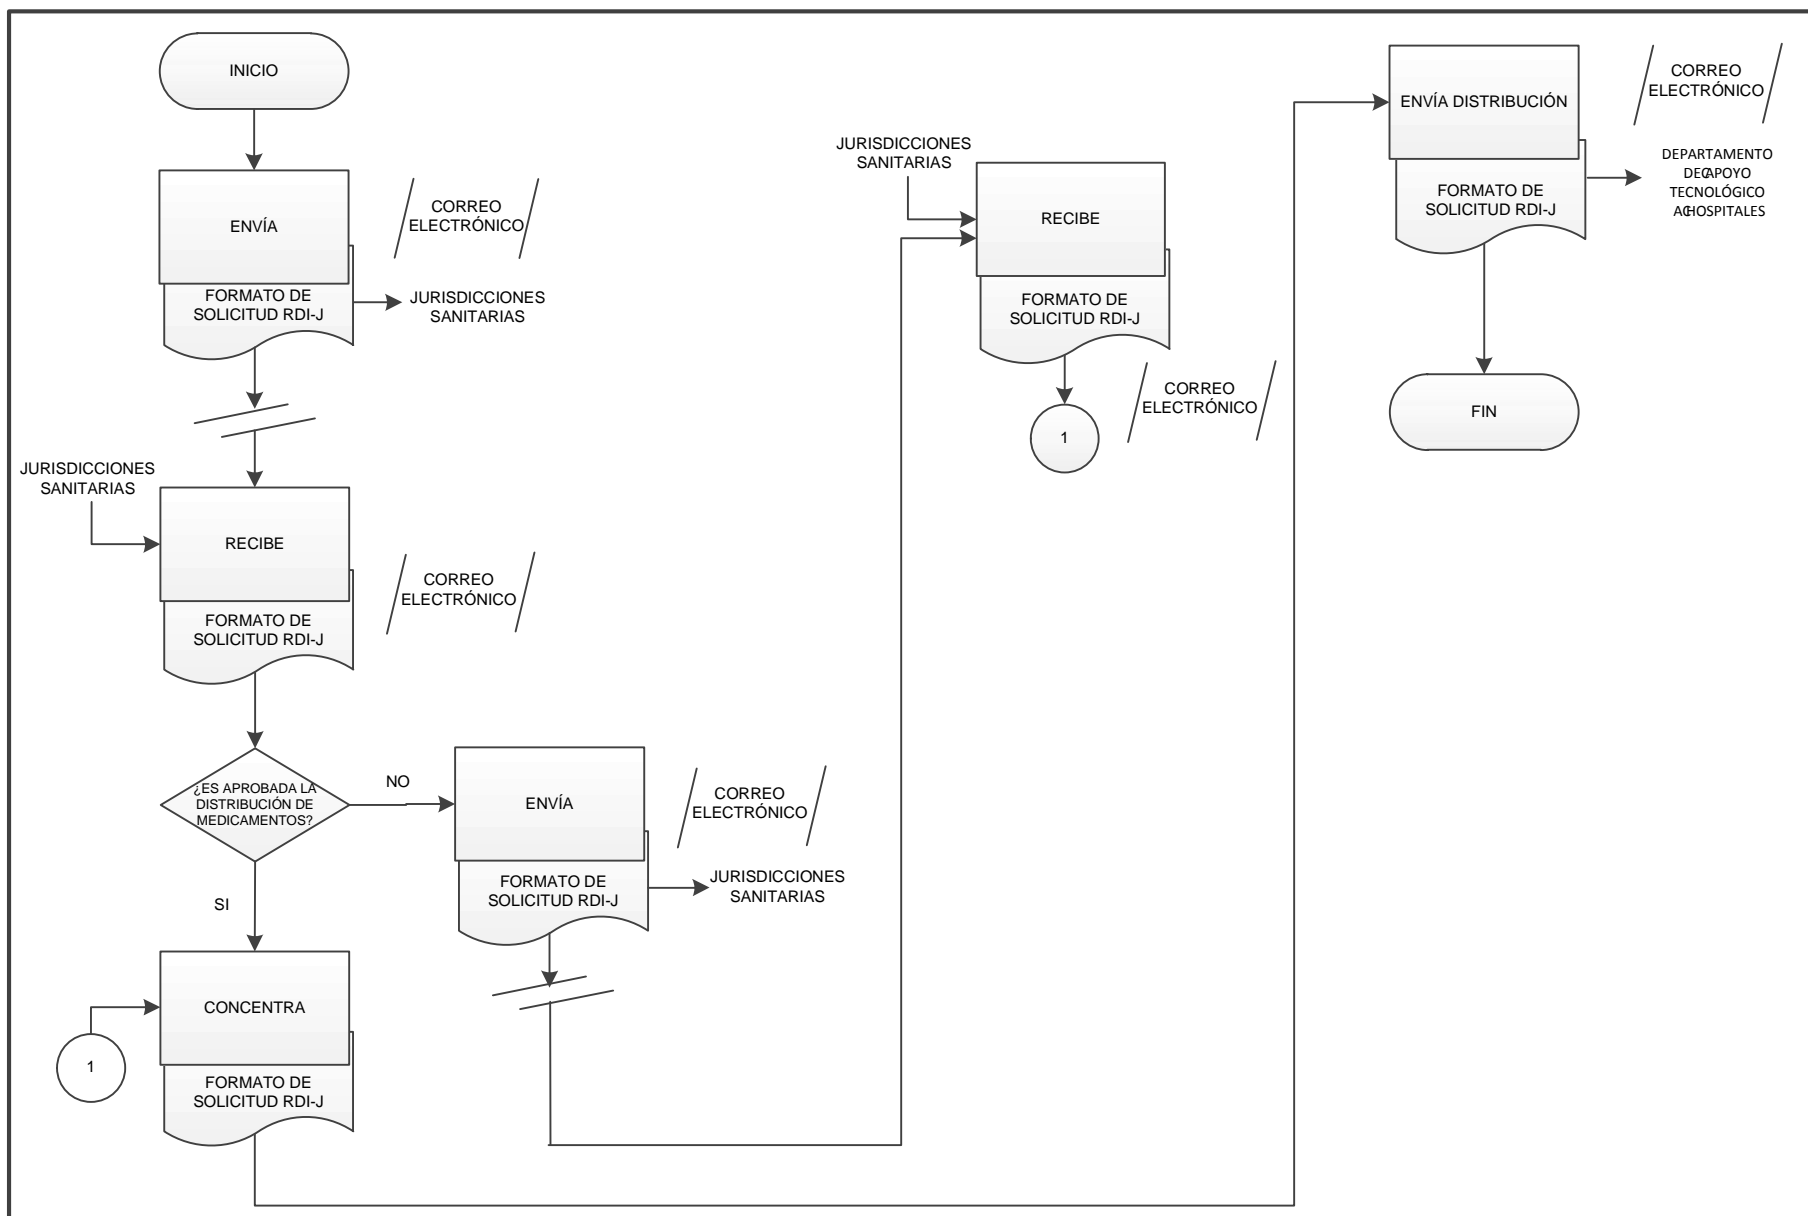 INICIO
ENVÍA
CORREO
ELECTRÓNICO
FORMATO DE
SOLICITUD RDI-J
JURISDICCIONES
SANITARIAS
JURISDICCIONES
SANITARIAS
RECIBE
CORREO
ELECTRÓNICO
FORMATO DE
SOLICITUD RDI-J
¿ES APROBADA LA
DISTRIBUCIÓN DE
MEDICAMENTOS?
NO
SI
ENVÍA
CORREO
ELECTRÓNICO
FORMATO DE
SOLICITUD RDI-J
JURISDICCIONES
SANITARIAS
CONCENTRA
1
FORMATO DE
SOLICITUD RDI-J
JURISDICCIONES
SANITARIAS
RECIBE
FORMATO DE
SOLICITUD RDI-J
CORREO
ELECTRÓNICO
1
ENVÍA DISTRIBUCIÓN
CORREO
ELECTRÓNICO
FORMATO DE
SOLICITUD RDI-J
DEPARTAMENTO
DE APOYO
TECNOLÓGICO
A HOSPITALES
FIN